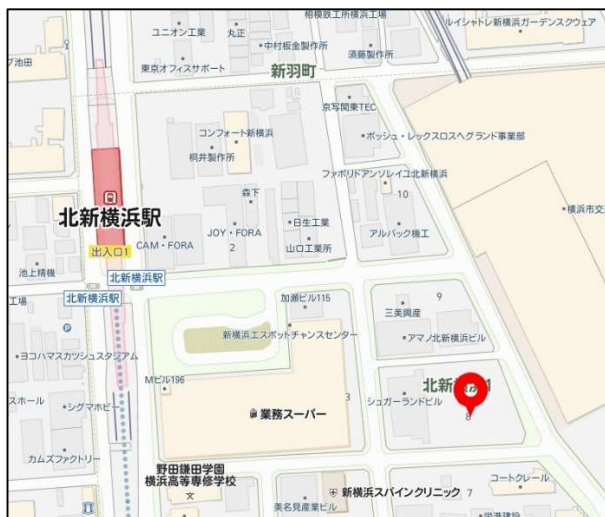 相模鉄工所横浜工場
ルイシャトレ新横浜ガーデンスクウェア
ユニオン工業
丸正
中村板金製作所
須藤製作所
プ池田
東京オフィスサポート
新羽町
京写関東TEC
コンフォート新横浜
ボッシュ・レックスロスヘグランド事業部
桐井製作所
ファボリドアンソレイユ北新横浜
森下
10
横浜市交通
北新横浜駅
日生工業
JOY・FORA
アルバック機工
CAM・FORA
2
山口工業所
出入口1
池上精機
北新横浜駅
北新横浜駅
工場
加瀬ビル115
9
三美興産
新横浜エスポットチャンスセンター
アマノ北新横浜ビル
ヨコハマスカッシュスタジアム
Mビル196
北新横浜1
スホール
シグマホビー
3
シュガーランドビル
業務スーパー
8
カムズファクトリー
野田鎌田学園
横浜高等専修学校
新横浜スパインクリニック
7
コートクレール
美名見産業ビル
栄港建設